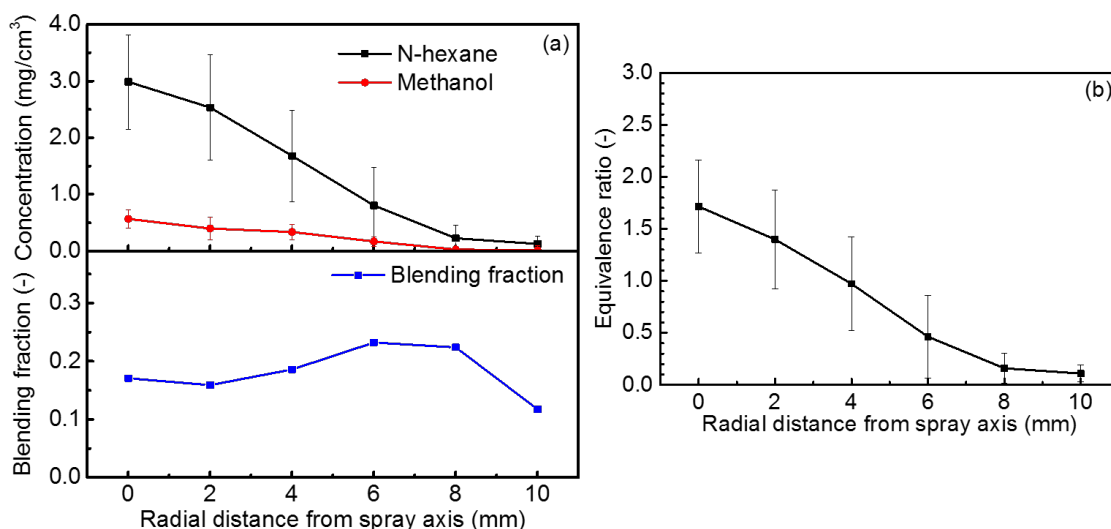 (a)
4.0
3.0
2.0
1.0
0.0
Concentration (mg/cm³)
N-hexane
Methanol
0.3
0.2
0.1
0.0
Blending fraction (-)
Blending fraction
0 2 4 6 8 10
Radial distance from spray axis (mm)
(b)
3.0
2.5
2.0
1.5
1.0
0.5
0.0
Equivalence ratio (-)
0 2 4 6 8 10
Radial distance from spray axis (mm)